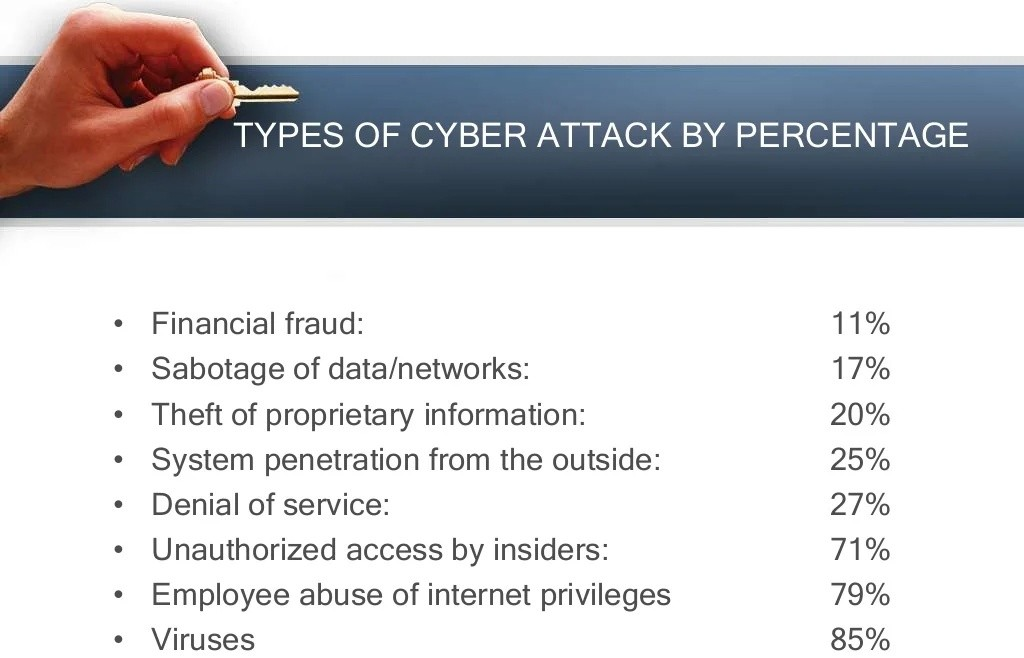 TYPES OF CYBER ATTACK BY PERCENTAGE
• Financial fraud: 11%
• Sabotage of data/networks: 17%
• Theft of proprietary information: 20%
• System penetration from the outside: 25%
• Denial of service: 27%
• Unauthorized access by insiders: 71%
• Employee abuse of internet privileges 79%
• Viruses 85%